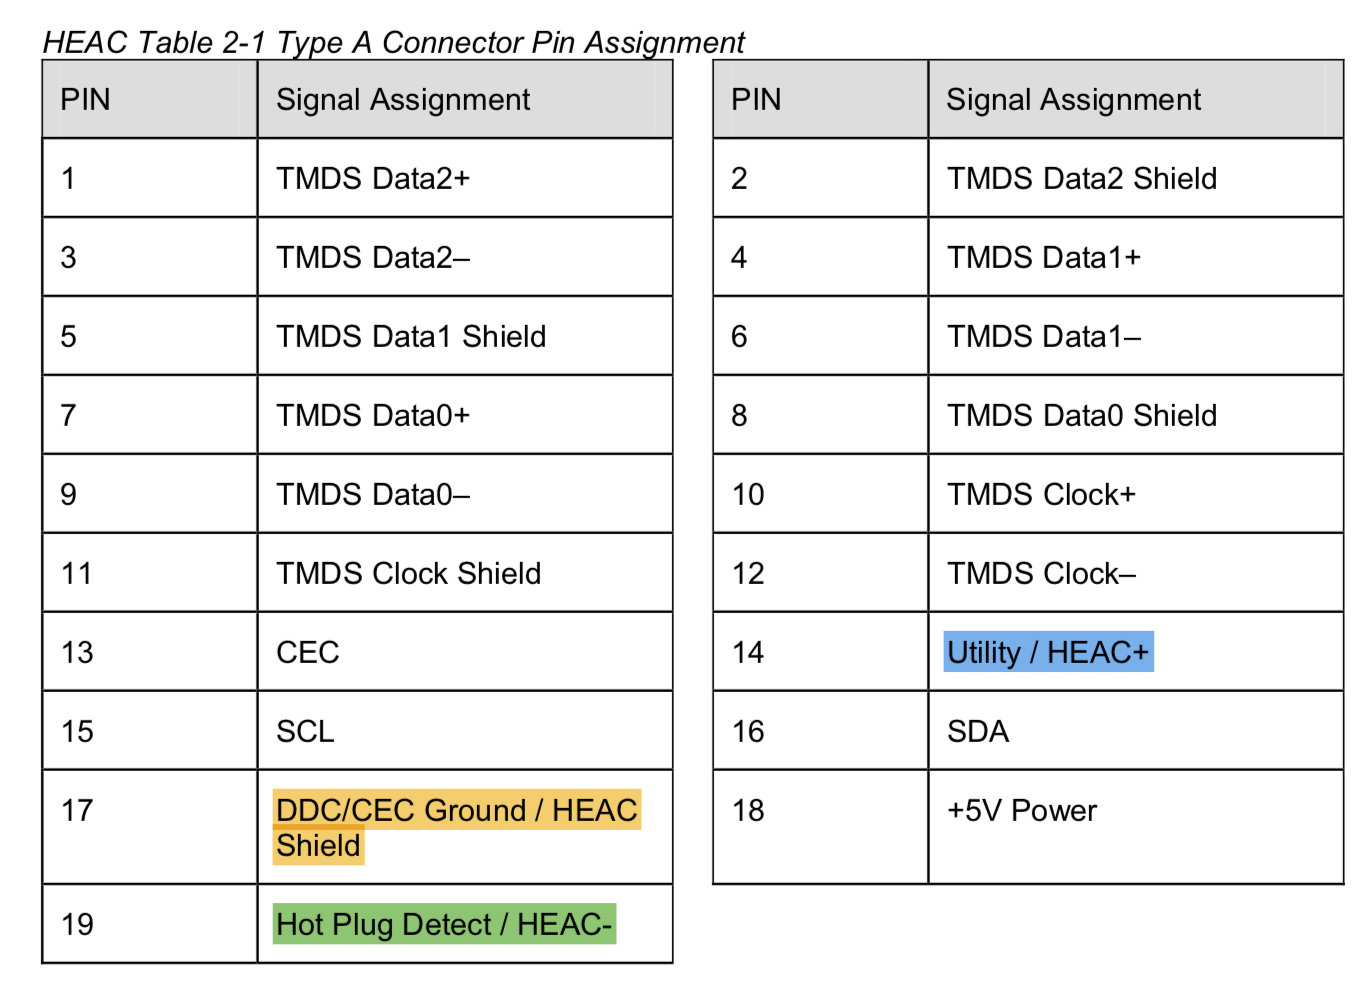 HEAC Table 2-1 Type A Connector Pin Assignment
PIN Signal Assignment PIN Signal Assignment
1 TMDS Data2+ 2 TMDS Data2 Shield
3 TMDS Data2– 4 TMDS Data1+
5 TMDS Data1 Shield 6 TMDS Data1–
7 TMDS Data0+ 8 TMDS Data0 Shield
9 TMDS Data0– 10 TMDS Clock+
11 TMDS Clock Shield 12 TMDS Clock–
13 CEC 14 Utility / HEAC+
15 SCL 16 SDA
17 DDC/CEC Ground / HEAC 18 +5V Power
Shield
19 Hot Plug Detect / HEAC-